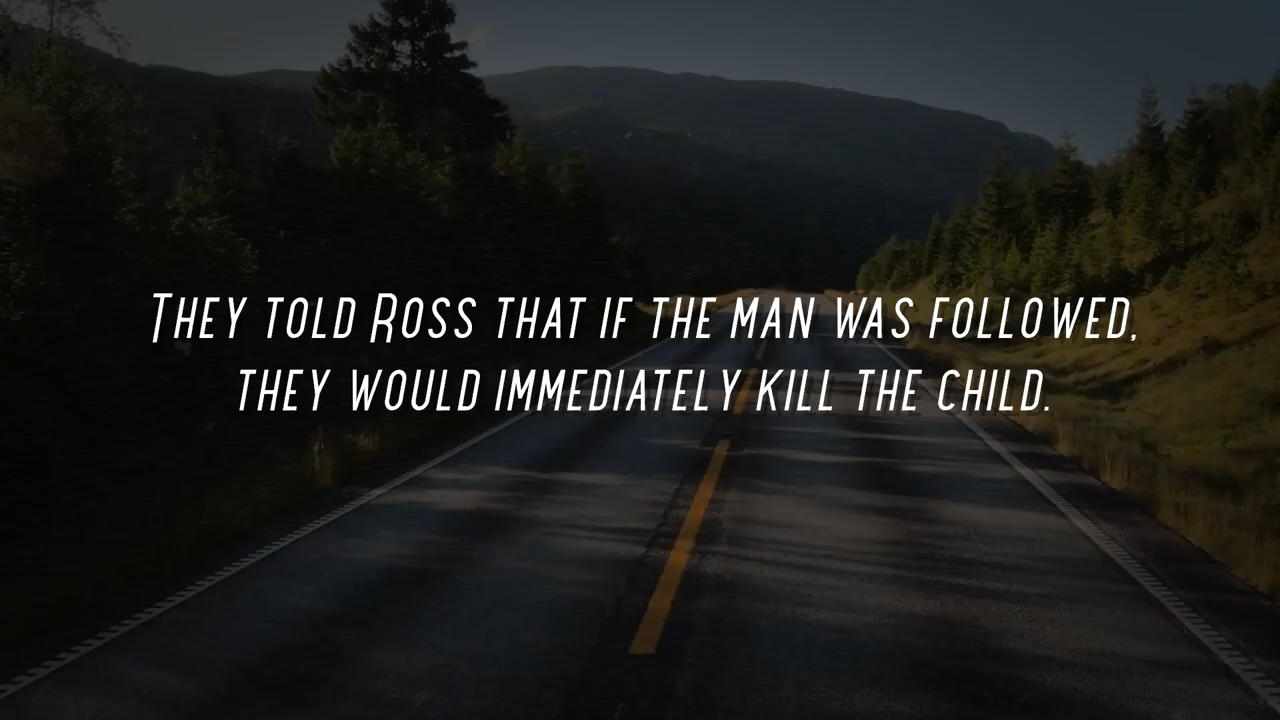 They told Ross that if the man was followed,
they would immediately kill the child.